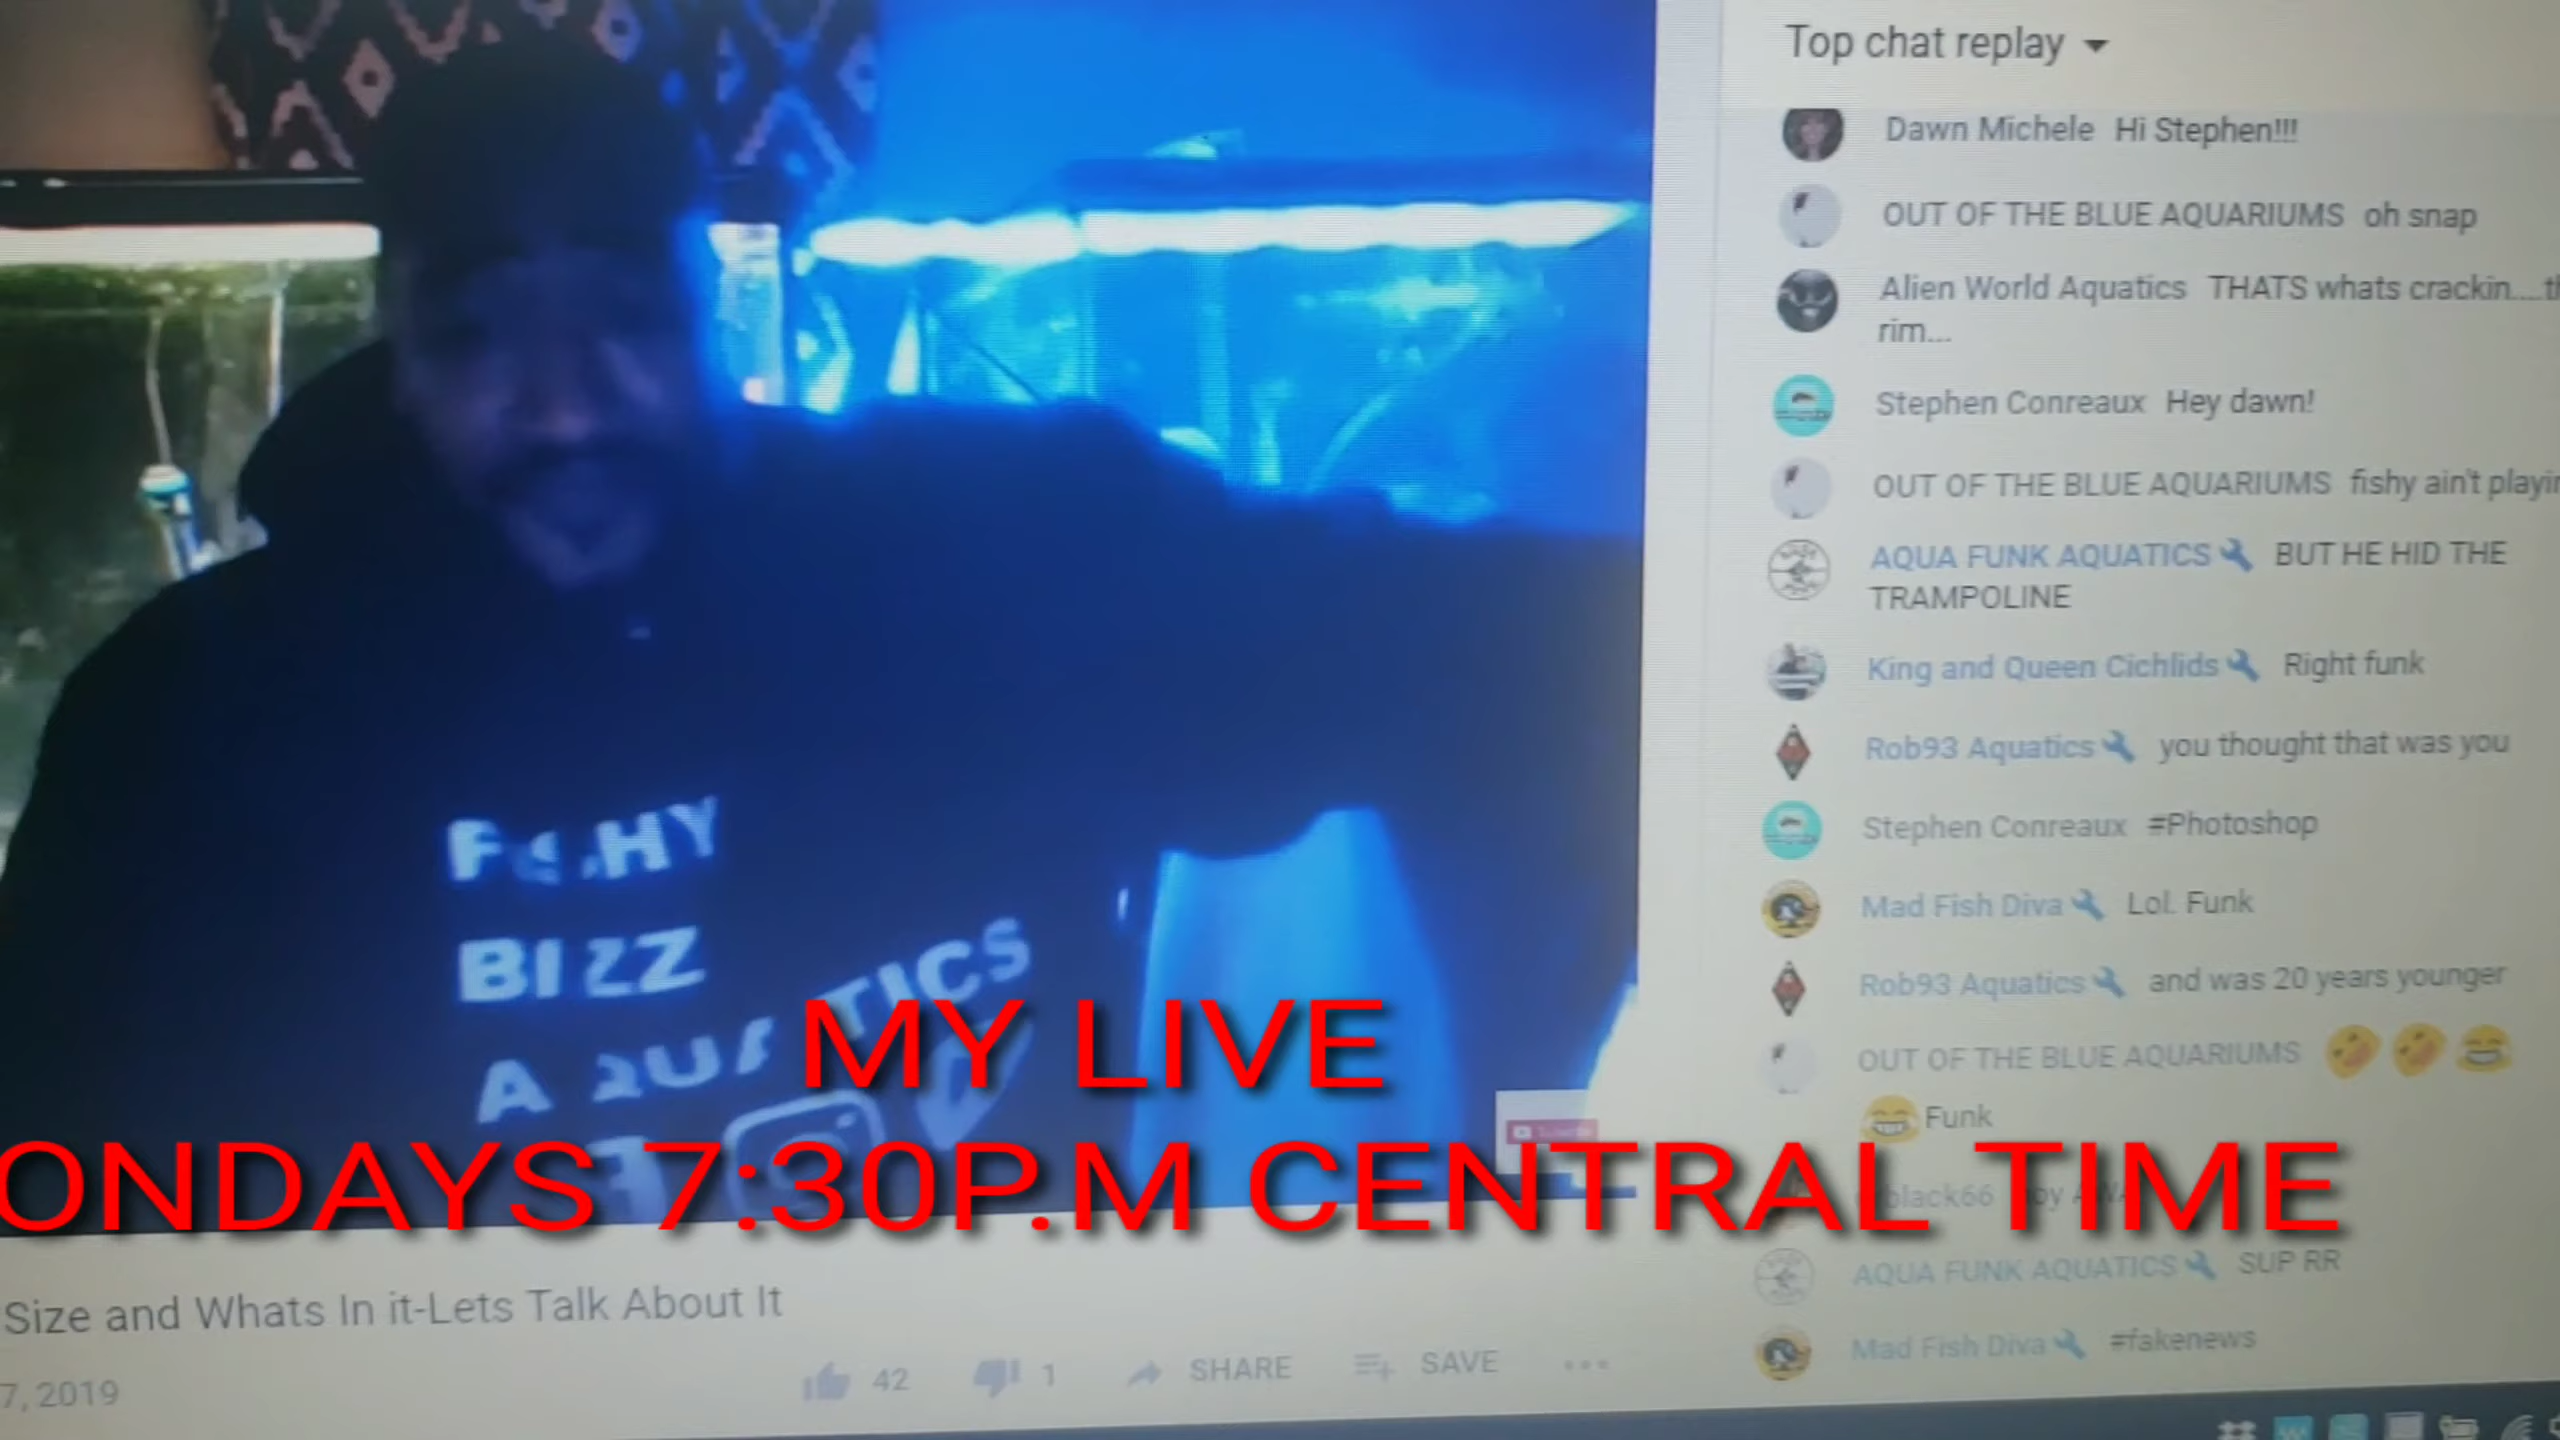 Top chat replay
Dawn Michele Hi Stephen!!!
OUT OF THE BLUE AQUARIUMS oh snap
Alien World Aquatics THATS whats crackin....th
rim...
Stephen Conreaux Hey dawn!
OUT OF THE BLUE AQUARIUMS fishy ain't playin
AQUA FUNK AQUATICS BUT HE HID THE
TRAMPOLINE
King and Queen Cichlids Right funk
Rob93 Aquatics you thought that was you
Stephen Conreaux #Photoshop
Mad Fish Diva Lol. Funk
Rob93 Aquatics and was 20 years younger
OUT OF THE BLUE AQUARIUMS
Funk
black66
AQUA FUNK AQUATICS SUP RR
Mad Fish Diva #fakenews
BIZZ
MY LIVE
ONDAYS 7:30P.M CENTRAL TIME
Size and Whats In it-Lets Talk About It
7, 2019
42 1 SHARE SAVE